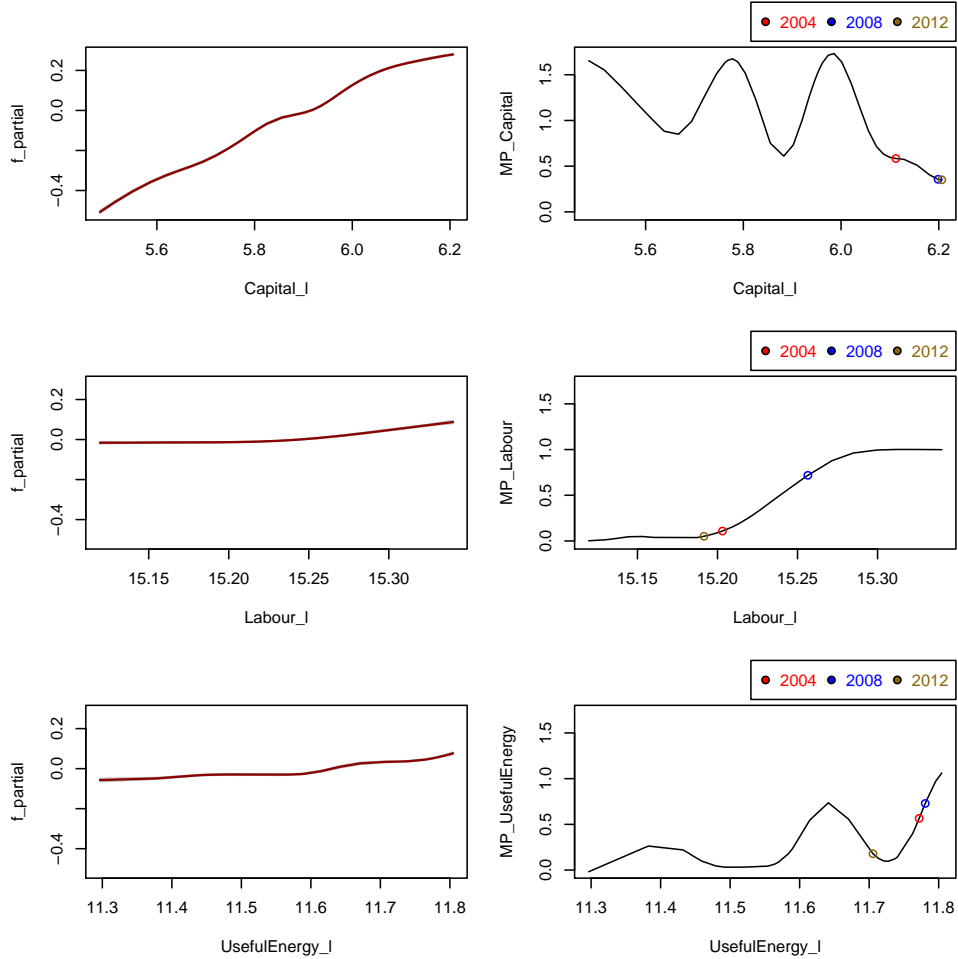 2004 2008 2012
f_partial
-0.4 0.0 0.2
5.6 5.8 6.0 6.2
Capital_l
MP_Capital
0.0 0.5 1.0 1.5
5.6 5.8 6.0 6.2
Capital_l
2004 2008 2012
f_partial
-0.4 0.0 0.2
15.15 15.20 15.25 15.30
Labour_l
MP_Labour
0.0 0.5 1.0 1.5
15.15 15.20 15.25 15.30
Labour_l
2004 2008 2012
f_partial
-0.4 0.0 0.2
11.3 11.4 11.5 11.6 11.7 11.8
UsefulEnergy_l
MP_UsefulEnergy
0.0 0.5 1.0 1.5
11.3 11.4 11.5 11.6 11.7 11.8
UsefulEnergy_l